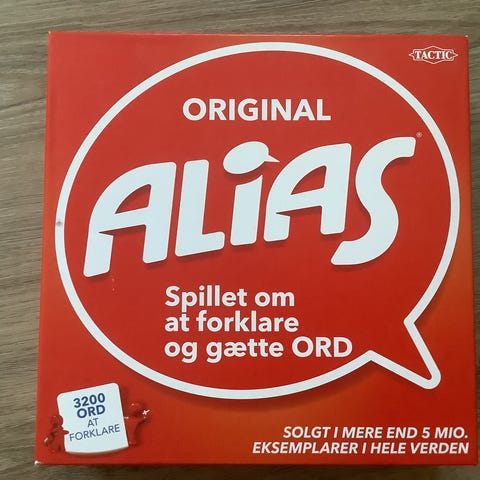 TACTIC
ORIGINAL
ALiAS®
Spillet om
at forklare
og gætte ORD
3200
ORD
AT
FORKLARE
SOLGT I MERE END 5 MIO.
EKSEMPLARER I HELE VERDEN